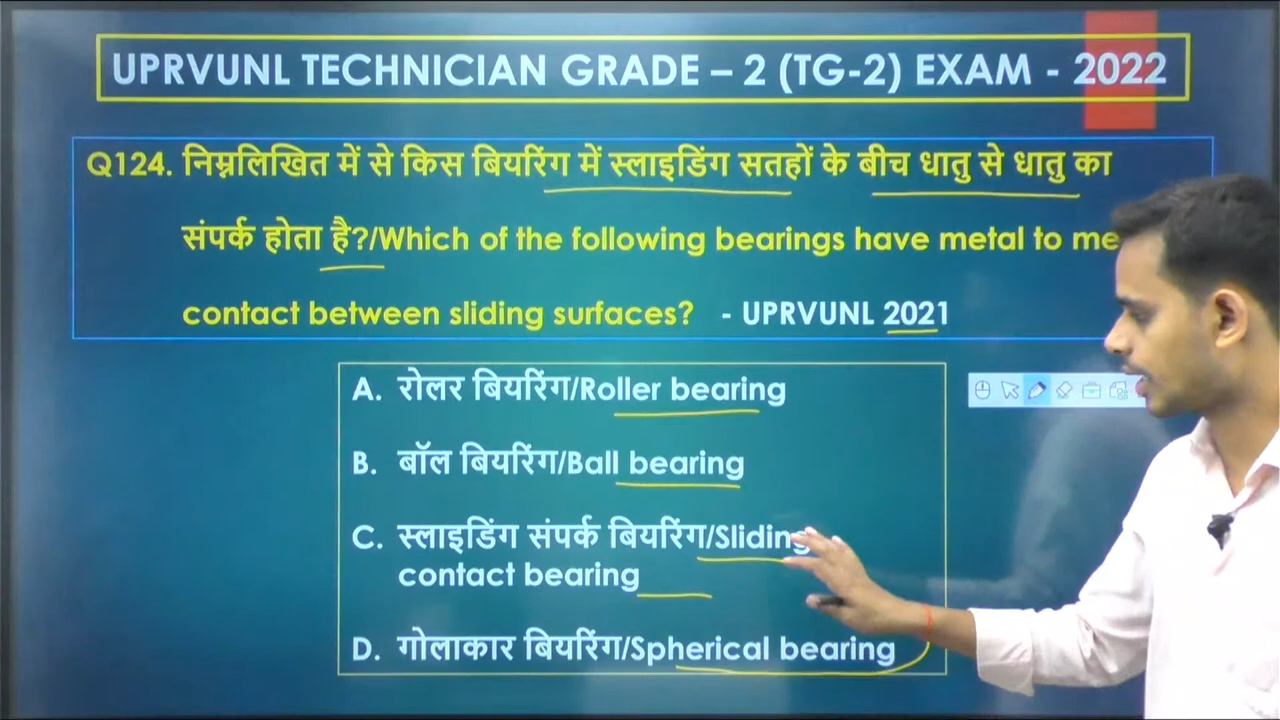 UPRVUNL TECHNICIAN GRADE – 2 (TG-2) EXAM - 2022
Q124. निम्नलिखित में से किस बियरिंग में स्लाइडिंग सतहों के बीच धातु से धातु का
संपर्क होता है?/Which of the following bearings have metal to
contact between sliding surfaces? - UPRVUNL 2021
A. रोलर बियरिंग/Roller bearing
B. बॉल बियरिंग/Ball bearing
C. स्लाइडिंग संपर्क बियरिंग/Sliding
contact bearing
D. गोलाकार बियरिंग/Spherical bearing